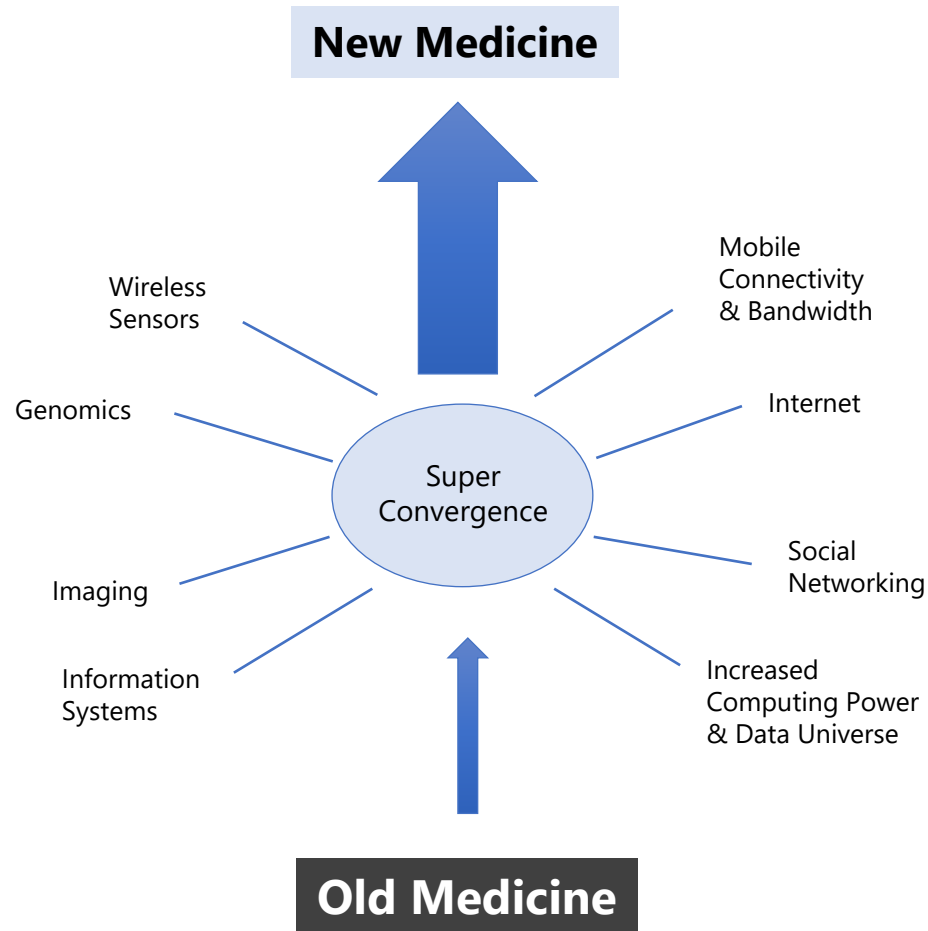 New Medicine
Wireless
Sensors
Genomics
Imaging
Information
Systems
Super
Convergence
Mobile
Connectivity
& Bandwidth
Internet
Social
Networking
Increased
Computing Power
& Data Universe
Old Medicine